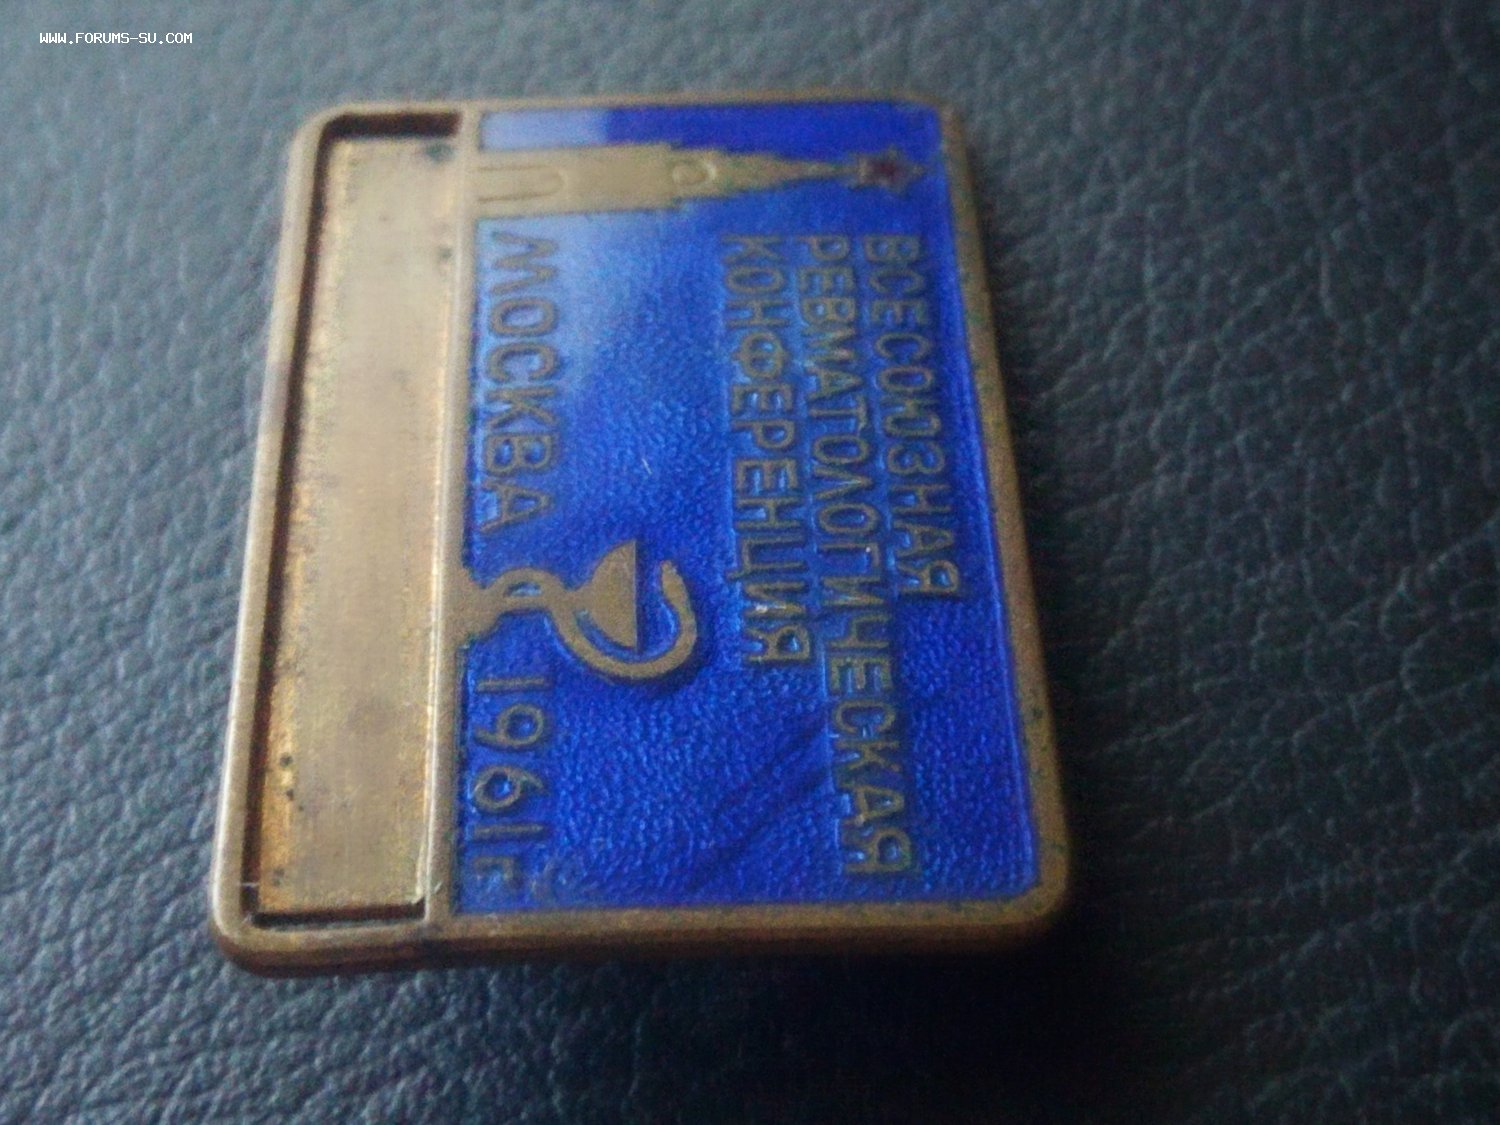 WWW.FORUMS-SU.COM
ВСЕСОЮЗНАЯ
РЕВМАТОЛОГИЧЕСКАЯ
КОНФЕРЕНЦИЯ
МОСКВА 1961г